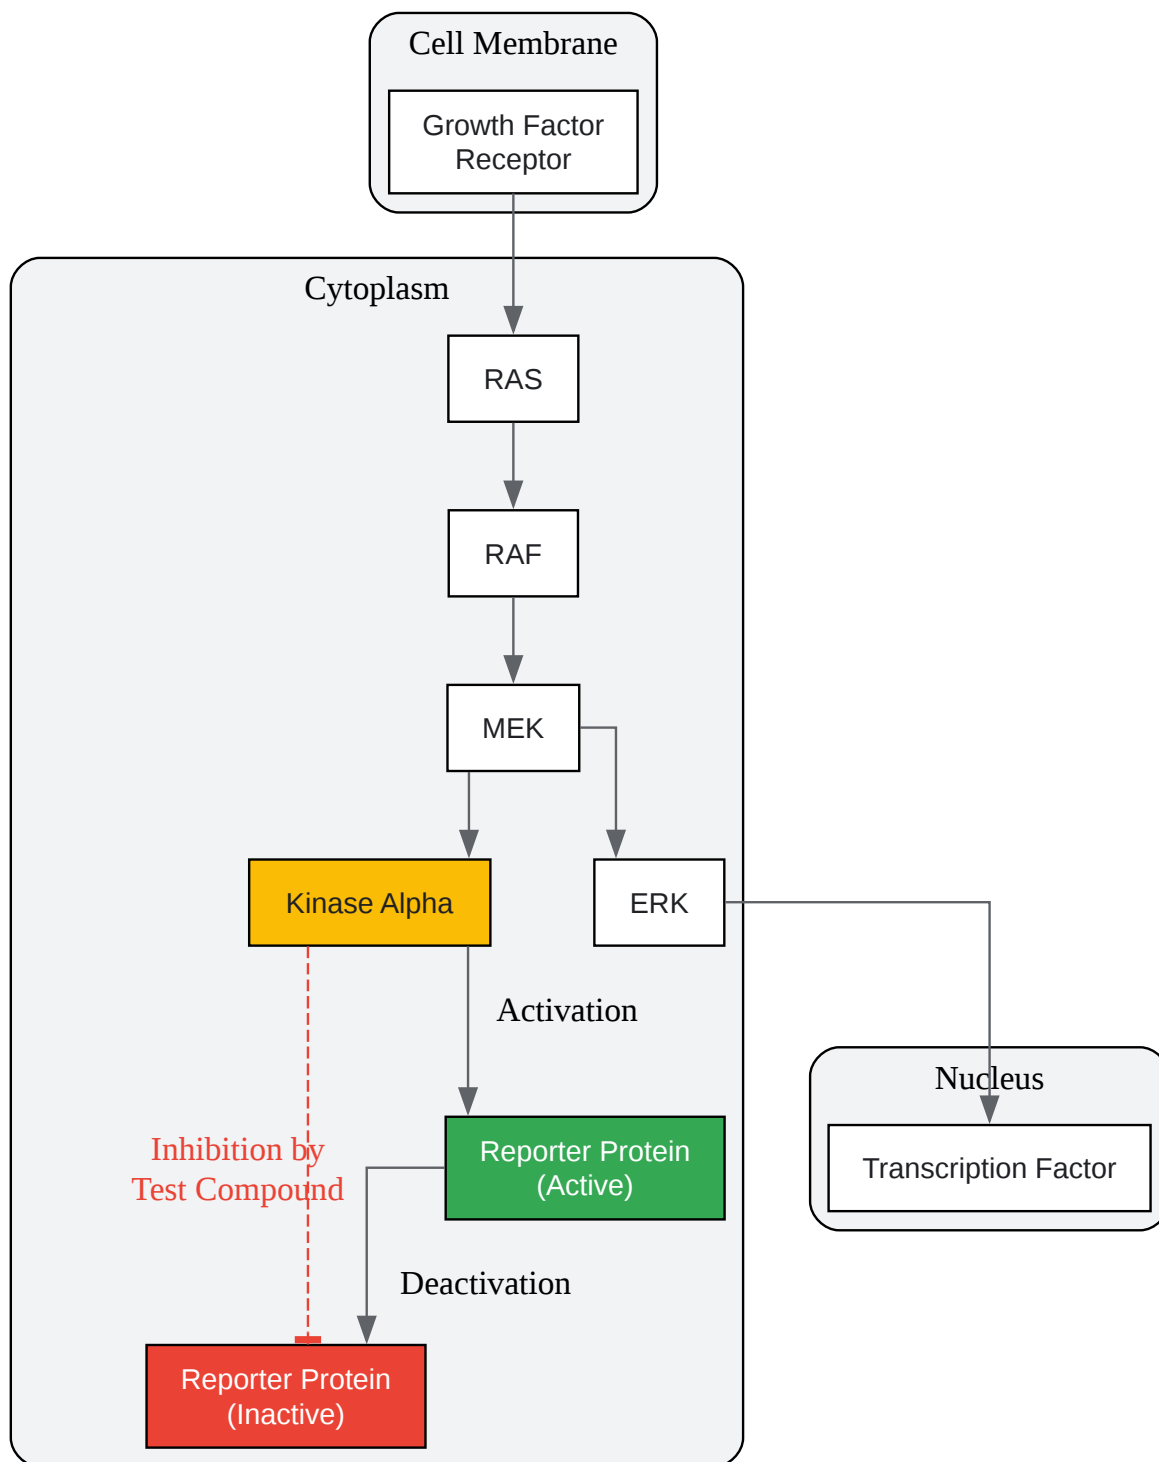 Cell Membrane
Growth Factor
Receptor
Cytoplasm
RAS
RAF
MEK
Kinase Alpha
ERK
Activation
Nucleus
Inhibition by
Test Compound
Reporter Protein
(Active)
Transcription Factor
Deactivation
Reporter Protein
(Inactive)